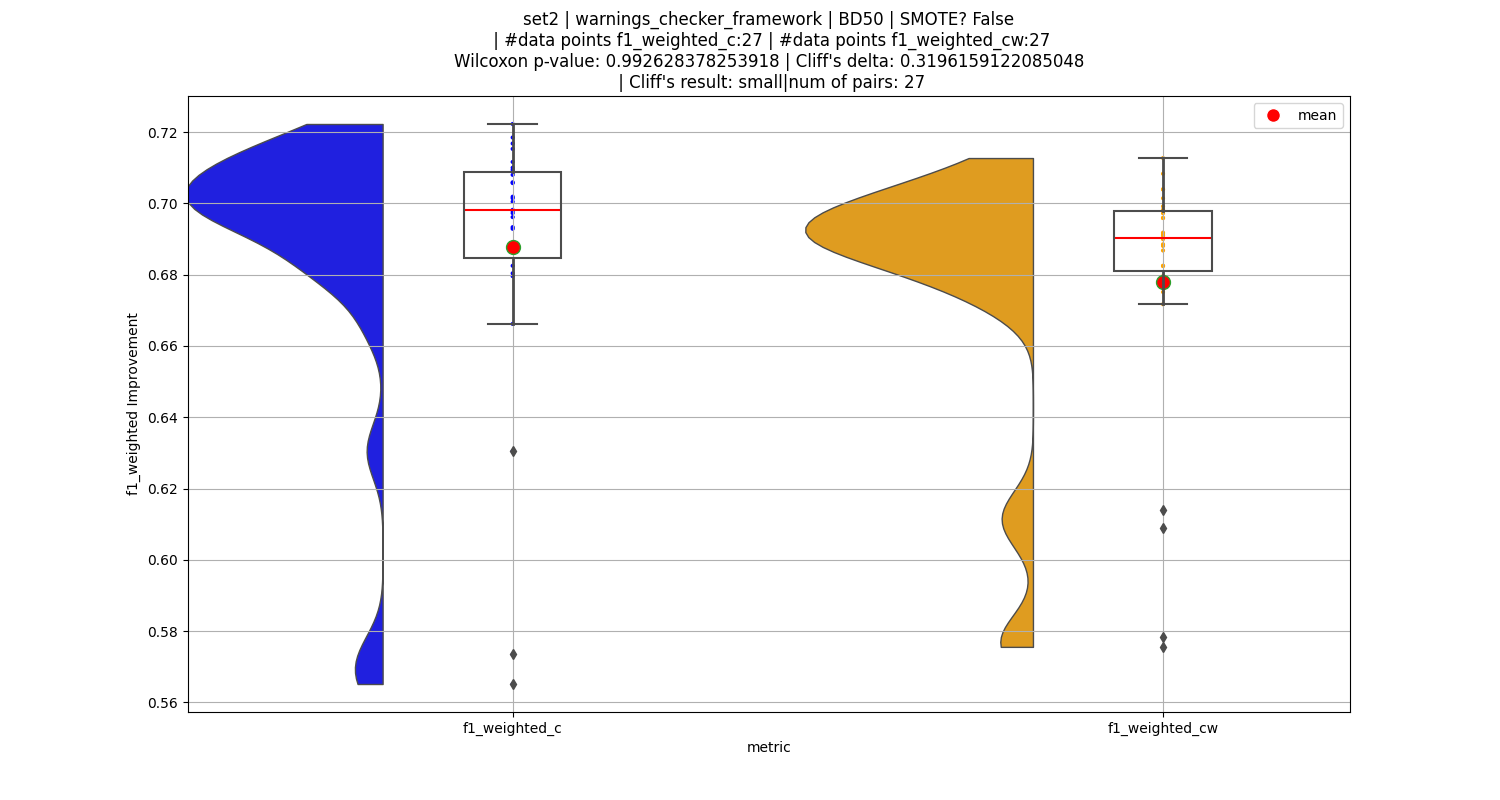 set2 | warnings_checker_framework | BD50 | SMOTE? False
| #data points f1_weighted_c:27 | #data points f1_weighted_cw:27
Wilcoxon p-value: 0.992628378253918 | Cliff's delta: 0.3196159122085048
| Cliff's result: small|num of pairs: 27
mean
0.72
0.70
0.68
0.66
0.64
0.62
0.60
0.58
0.56
f1_weighted Improvement
f1_weighted_c
f1_weighted_cw
metric